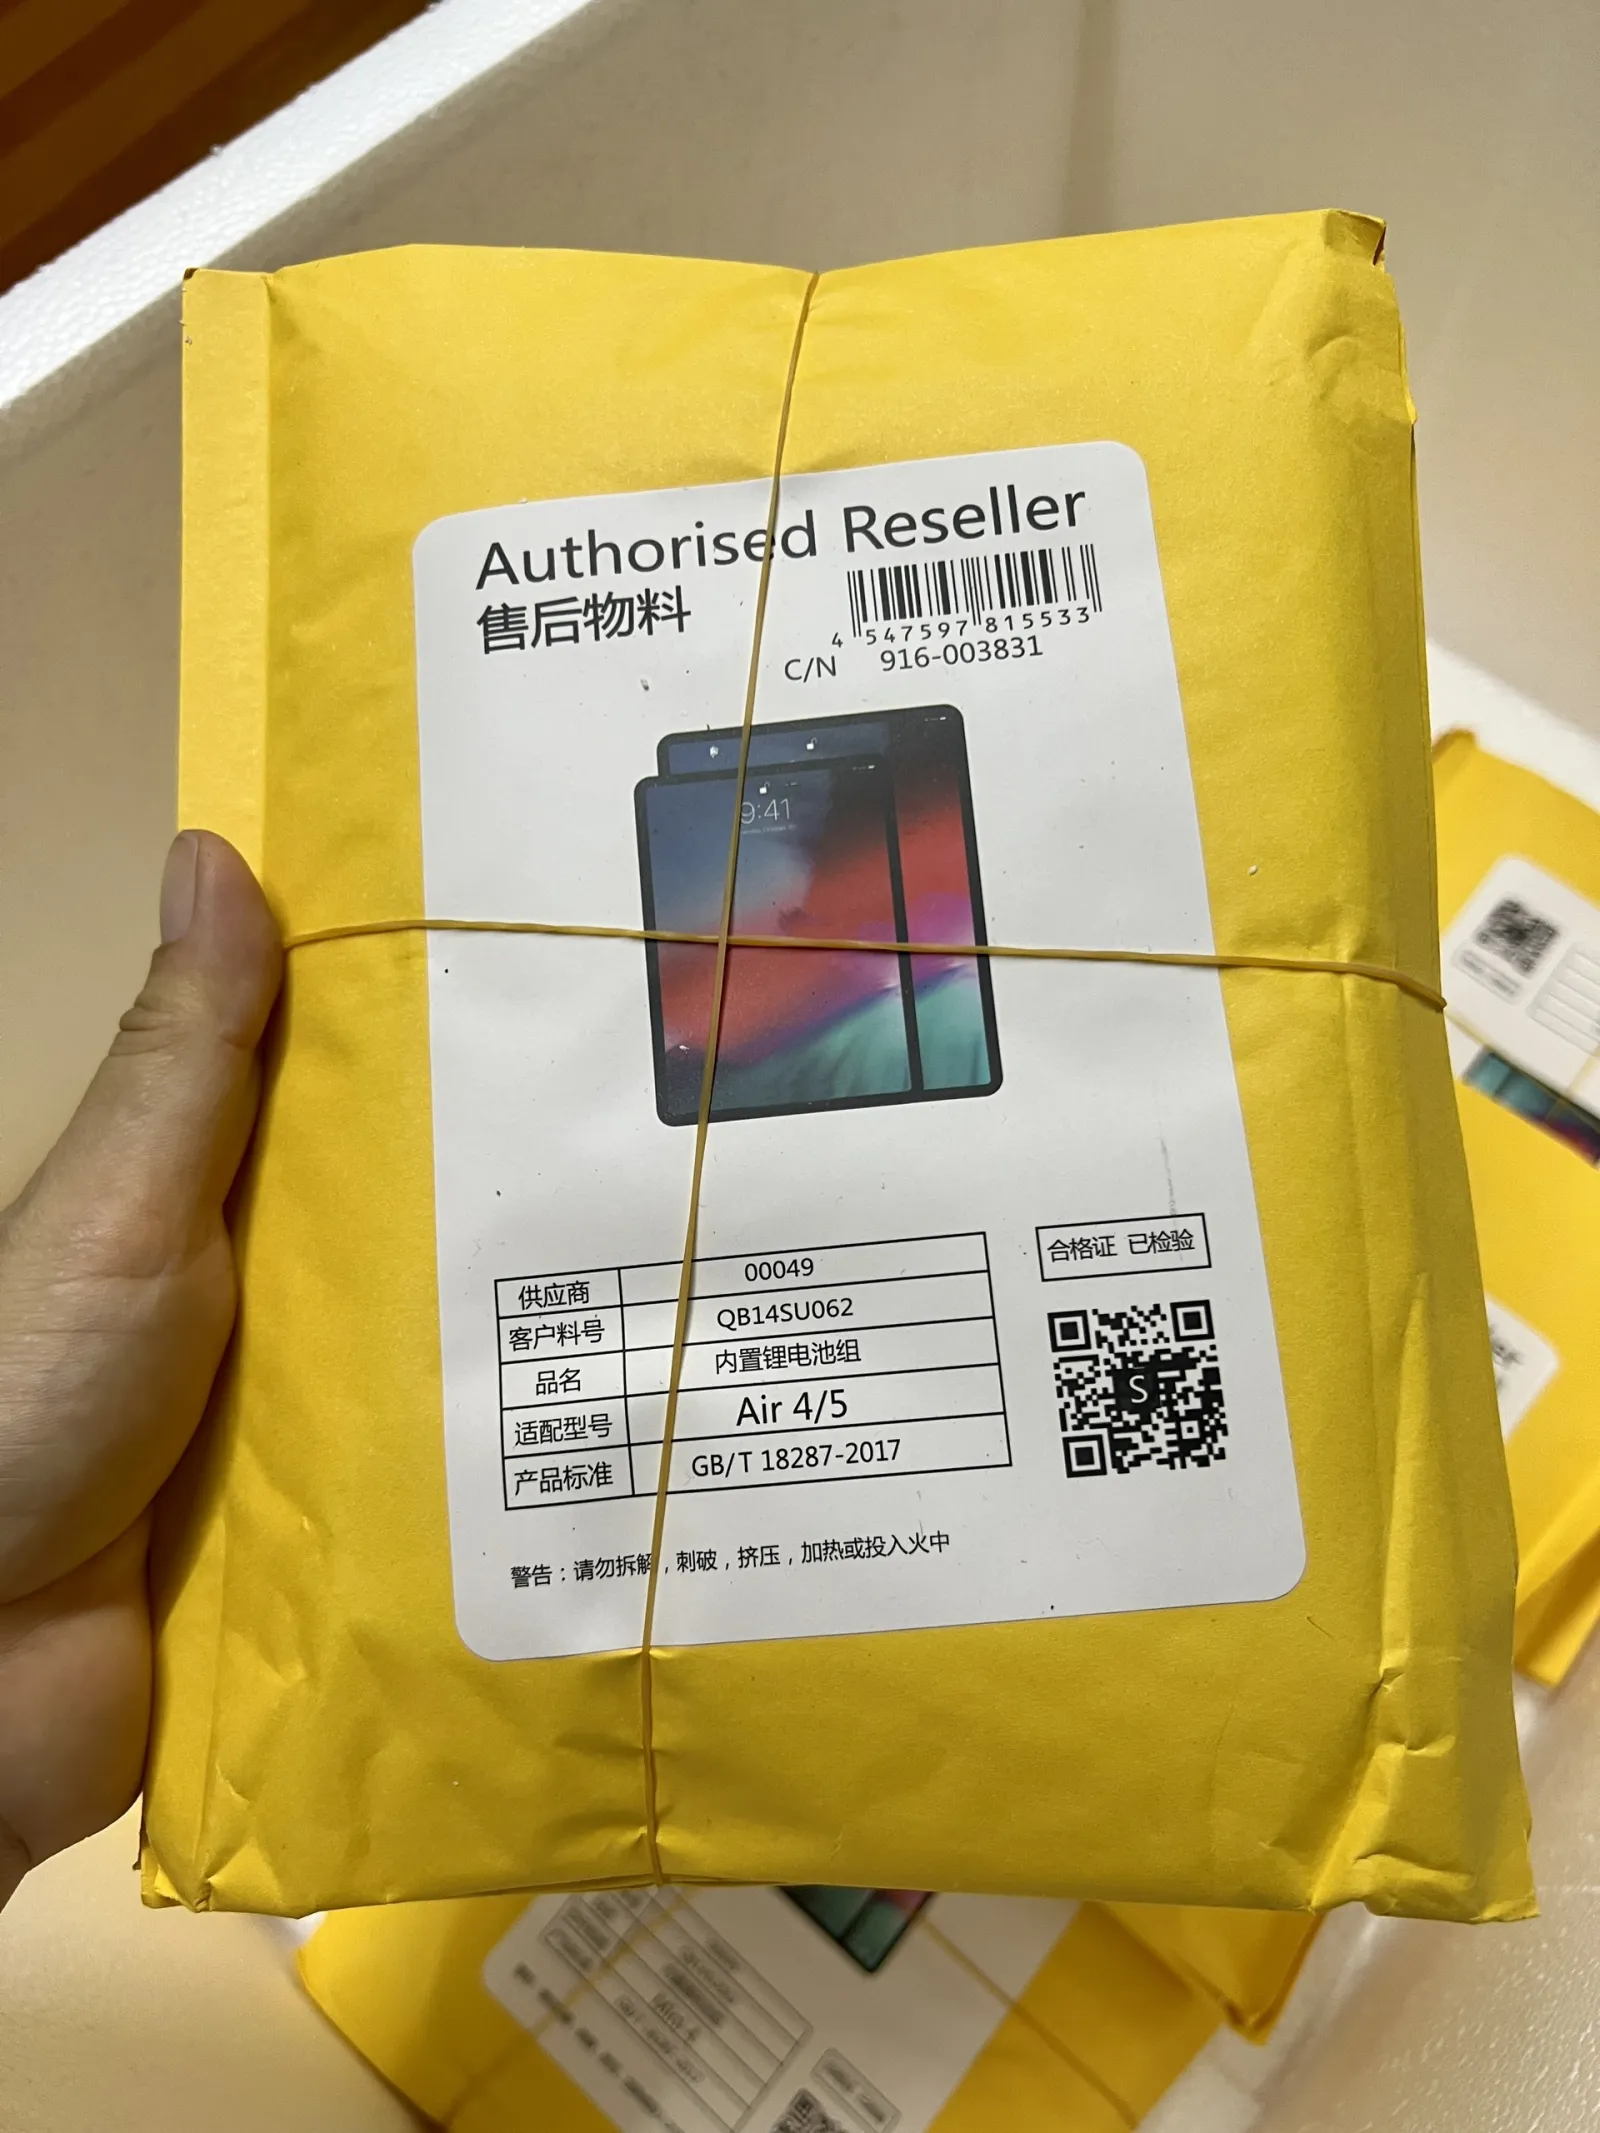 Authorised Reseller
售后物料
4 547597 815533
C/N 916-003831
9:41
供应商 00049
客户料号 QB14SU062
品名 内置锂电池组
适配型号 Air 4/5
产品标准 GB/T 18287-2017
合格证 已检验
S
警告：请勿拆解，刺破，挤压，加热或投入火中